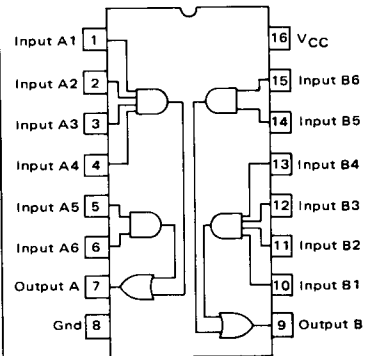 Input A1 1
Input A2 2
Input A3 3
Input A4 4
Input A5 5
Input A6 6
Output A 7
Gnd 8
16 VCC
15 Input B6
14 Input B5
13 Input B4
12 Input B3
11 Input B2
10 Input B1
9 Output B